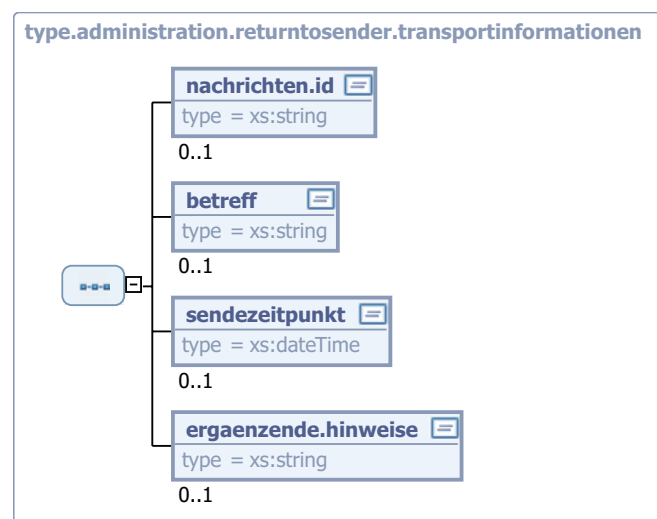 type.administration.returntosender.transportinformationen
nachrichten.id
type = xs:string
0..1
betreff
type = xs:string
0..1
sendezeitpunkt
type = xs:dateTime
0..1
ergaenzende.hinweise
type = xs:string
0..1